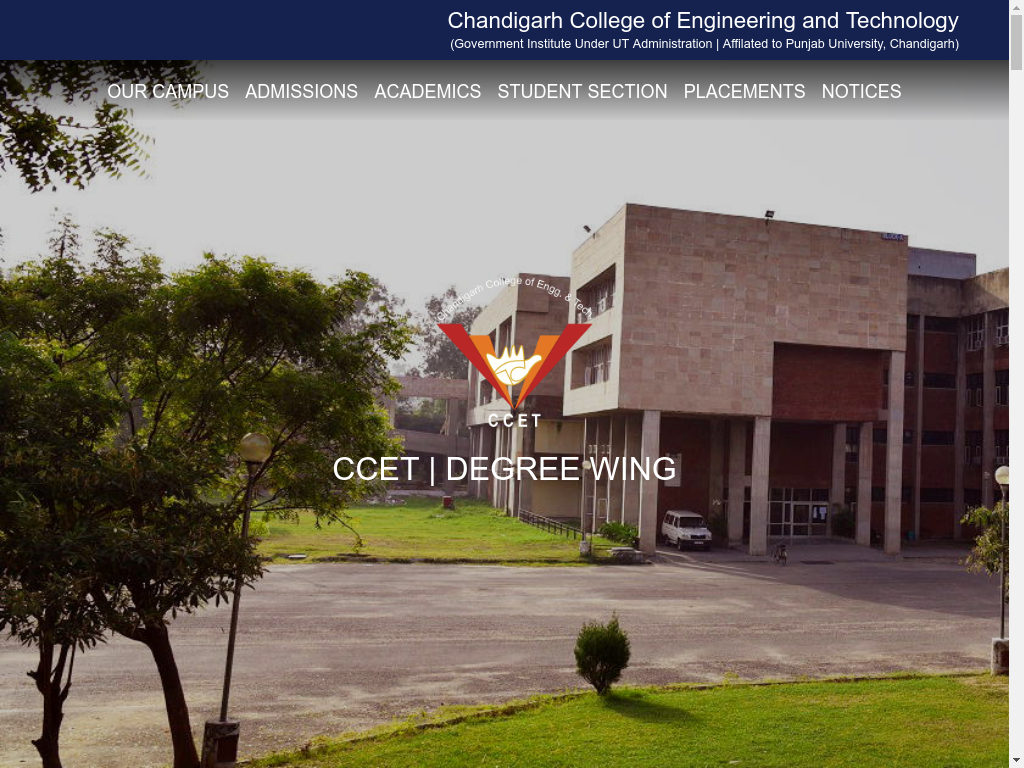 Chandigarh College of Engineering and Technology
(Government Institute Under UT Administration | Affilated to Punjab University, Chandigarh)
OUR CAMPUS ADMISSIONS ACADEMICS STUDENT SECTION PLACEMENTS NOTICES
Chandigarh College of Engg. & Tech.
CCET
CCET | DEGREE WING